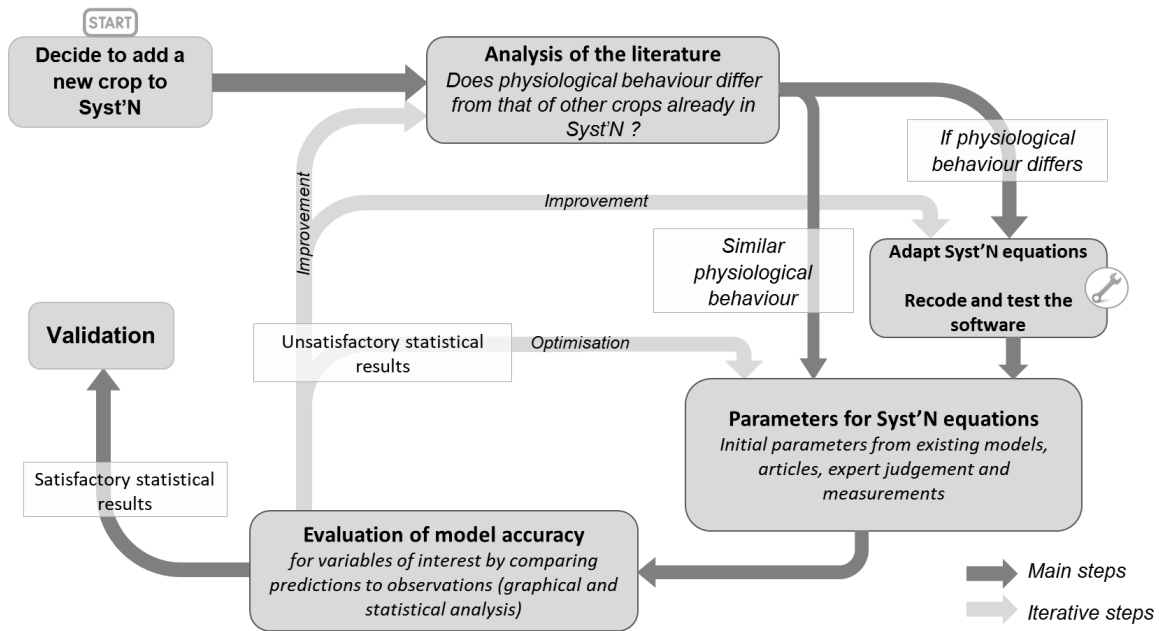 START
Decide to add a
new crop to
Syst’N
Analysis of the literature
Does physiological behaviour differ
from that of other crops already in
Syst’N ?
If physiological
behaviour differs
Improvement
Improvement
Similar
physiological
behaviour
Adapt Syst’N equations
Recode and test the
software
Validation
Unsatisfactory statistical
results
Optimisation
Parameters for Syst’N equations
Initial parameters from existing models,
articles, expert judgement and
measurements
Satisfactory statistical
results
Evaluation of model accuracy
for variables of interest by comparing
predictions to observations (graphical and
statistical analysis)
Main steps
Iterative steps